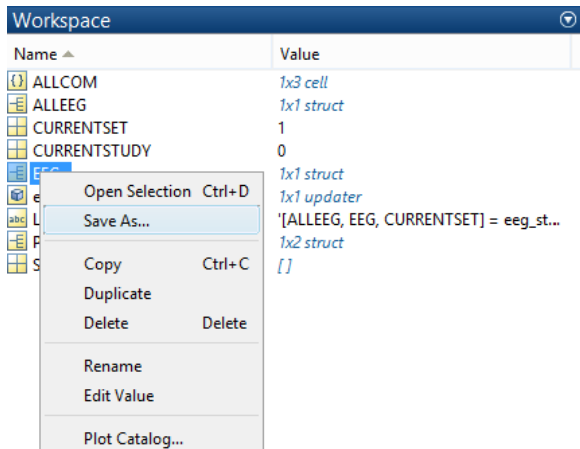 Workspace
Name Value
{} ALLCOM 1x3 cell
ALLEEG 1x1 struct
CURRENTSET 1
CURRENTSTUDY 0
EEG 1x1 struct
e 1x1 updater
abc L '[ALLEEG, EEG, CURRENTSET] = eeg_st...
P 1x2 struct
S []
Open Selection Ctrl+D
Save As...
Copy Ctrl+C
Duplicate
Delete Delete
Rename
Edit Value
Plot Catalog...